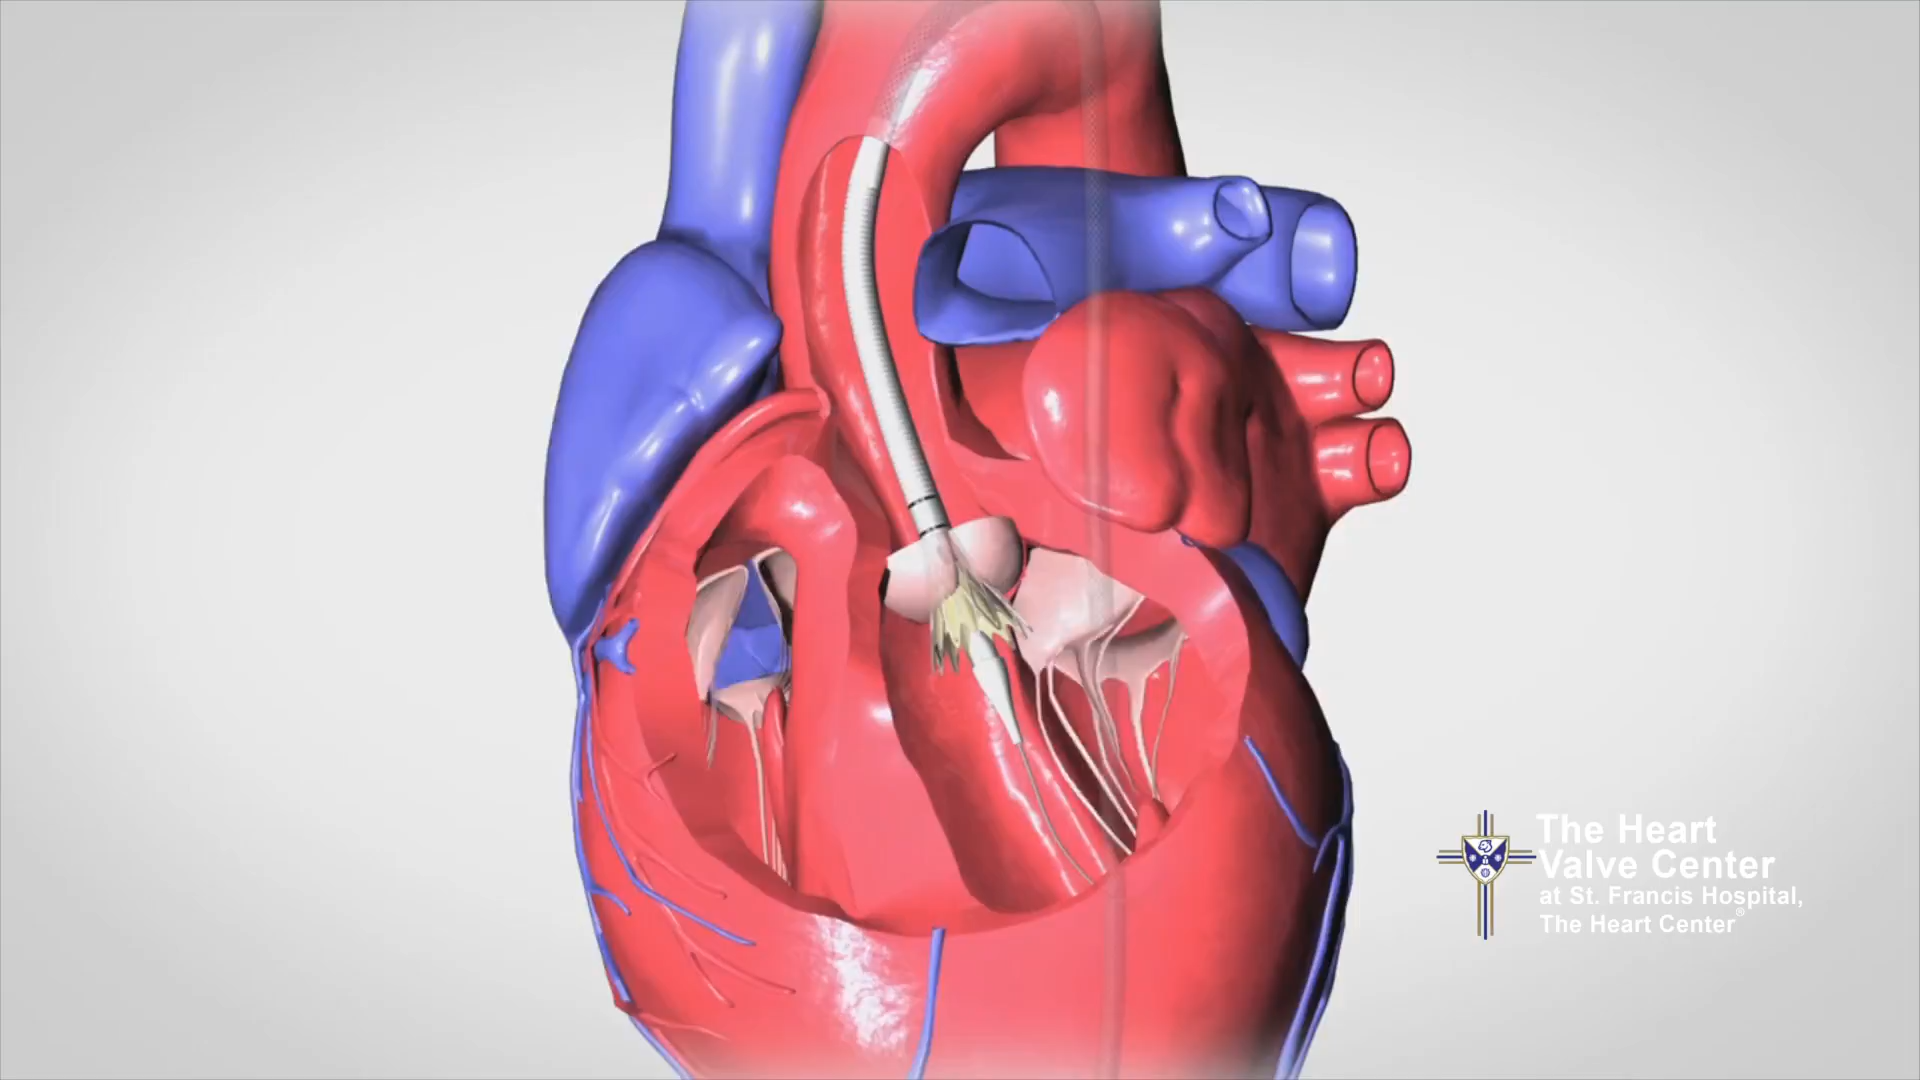 The Heart
Valve Center
at St. Francis Hospital,
The Heart Center®